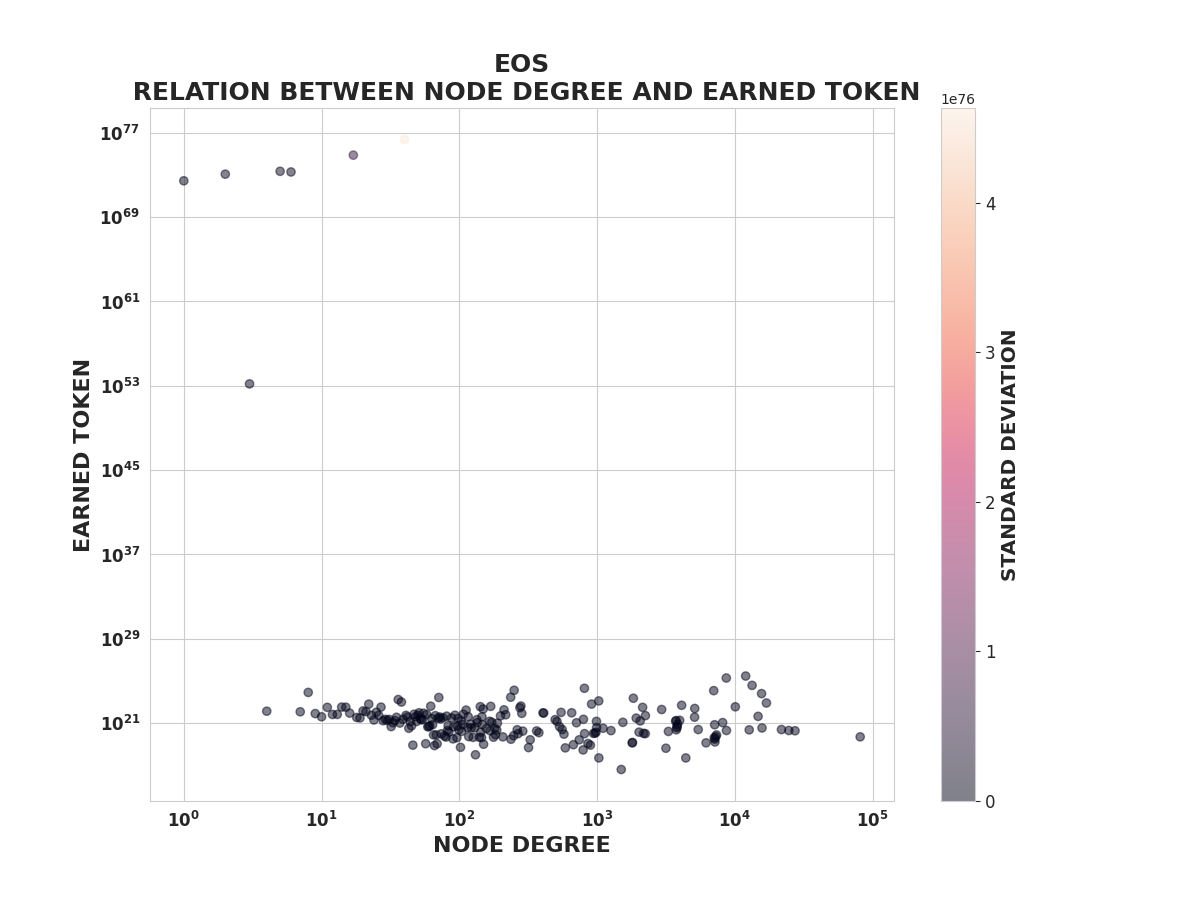 EOS
RELATION BETWEEN NODE DEGREE AND EARNED TOKEN
1e76
10^77
10^69
10^61
10^53
10^45
10^37
10^29
10^21
EARNED TOKEN
10^0 10^1 10^2 10^3 10^4 10^5
NODE DEGREE
4
3
2
1
0
STANDARD DEVIATION